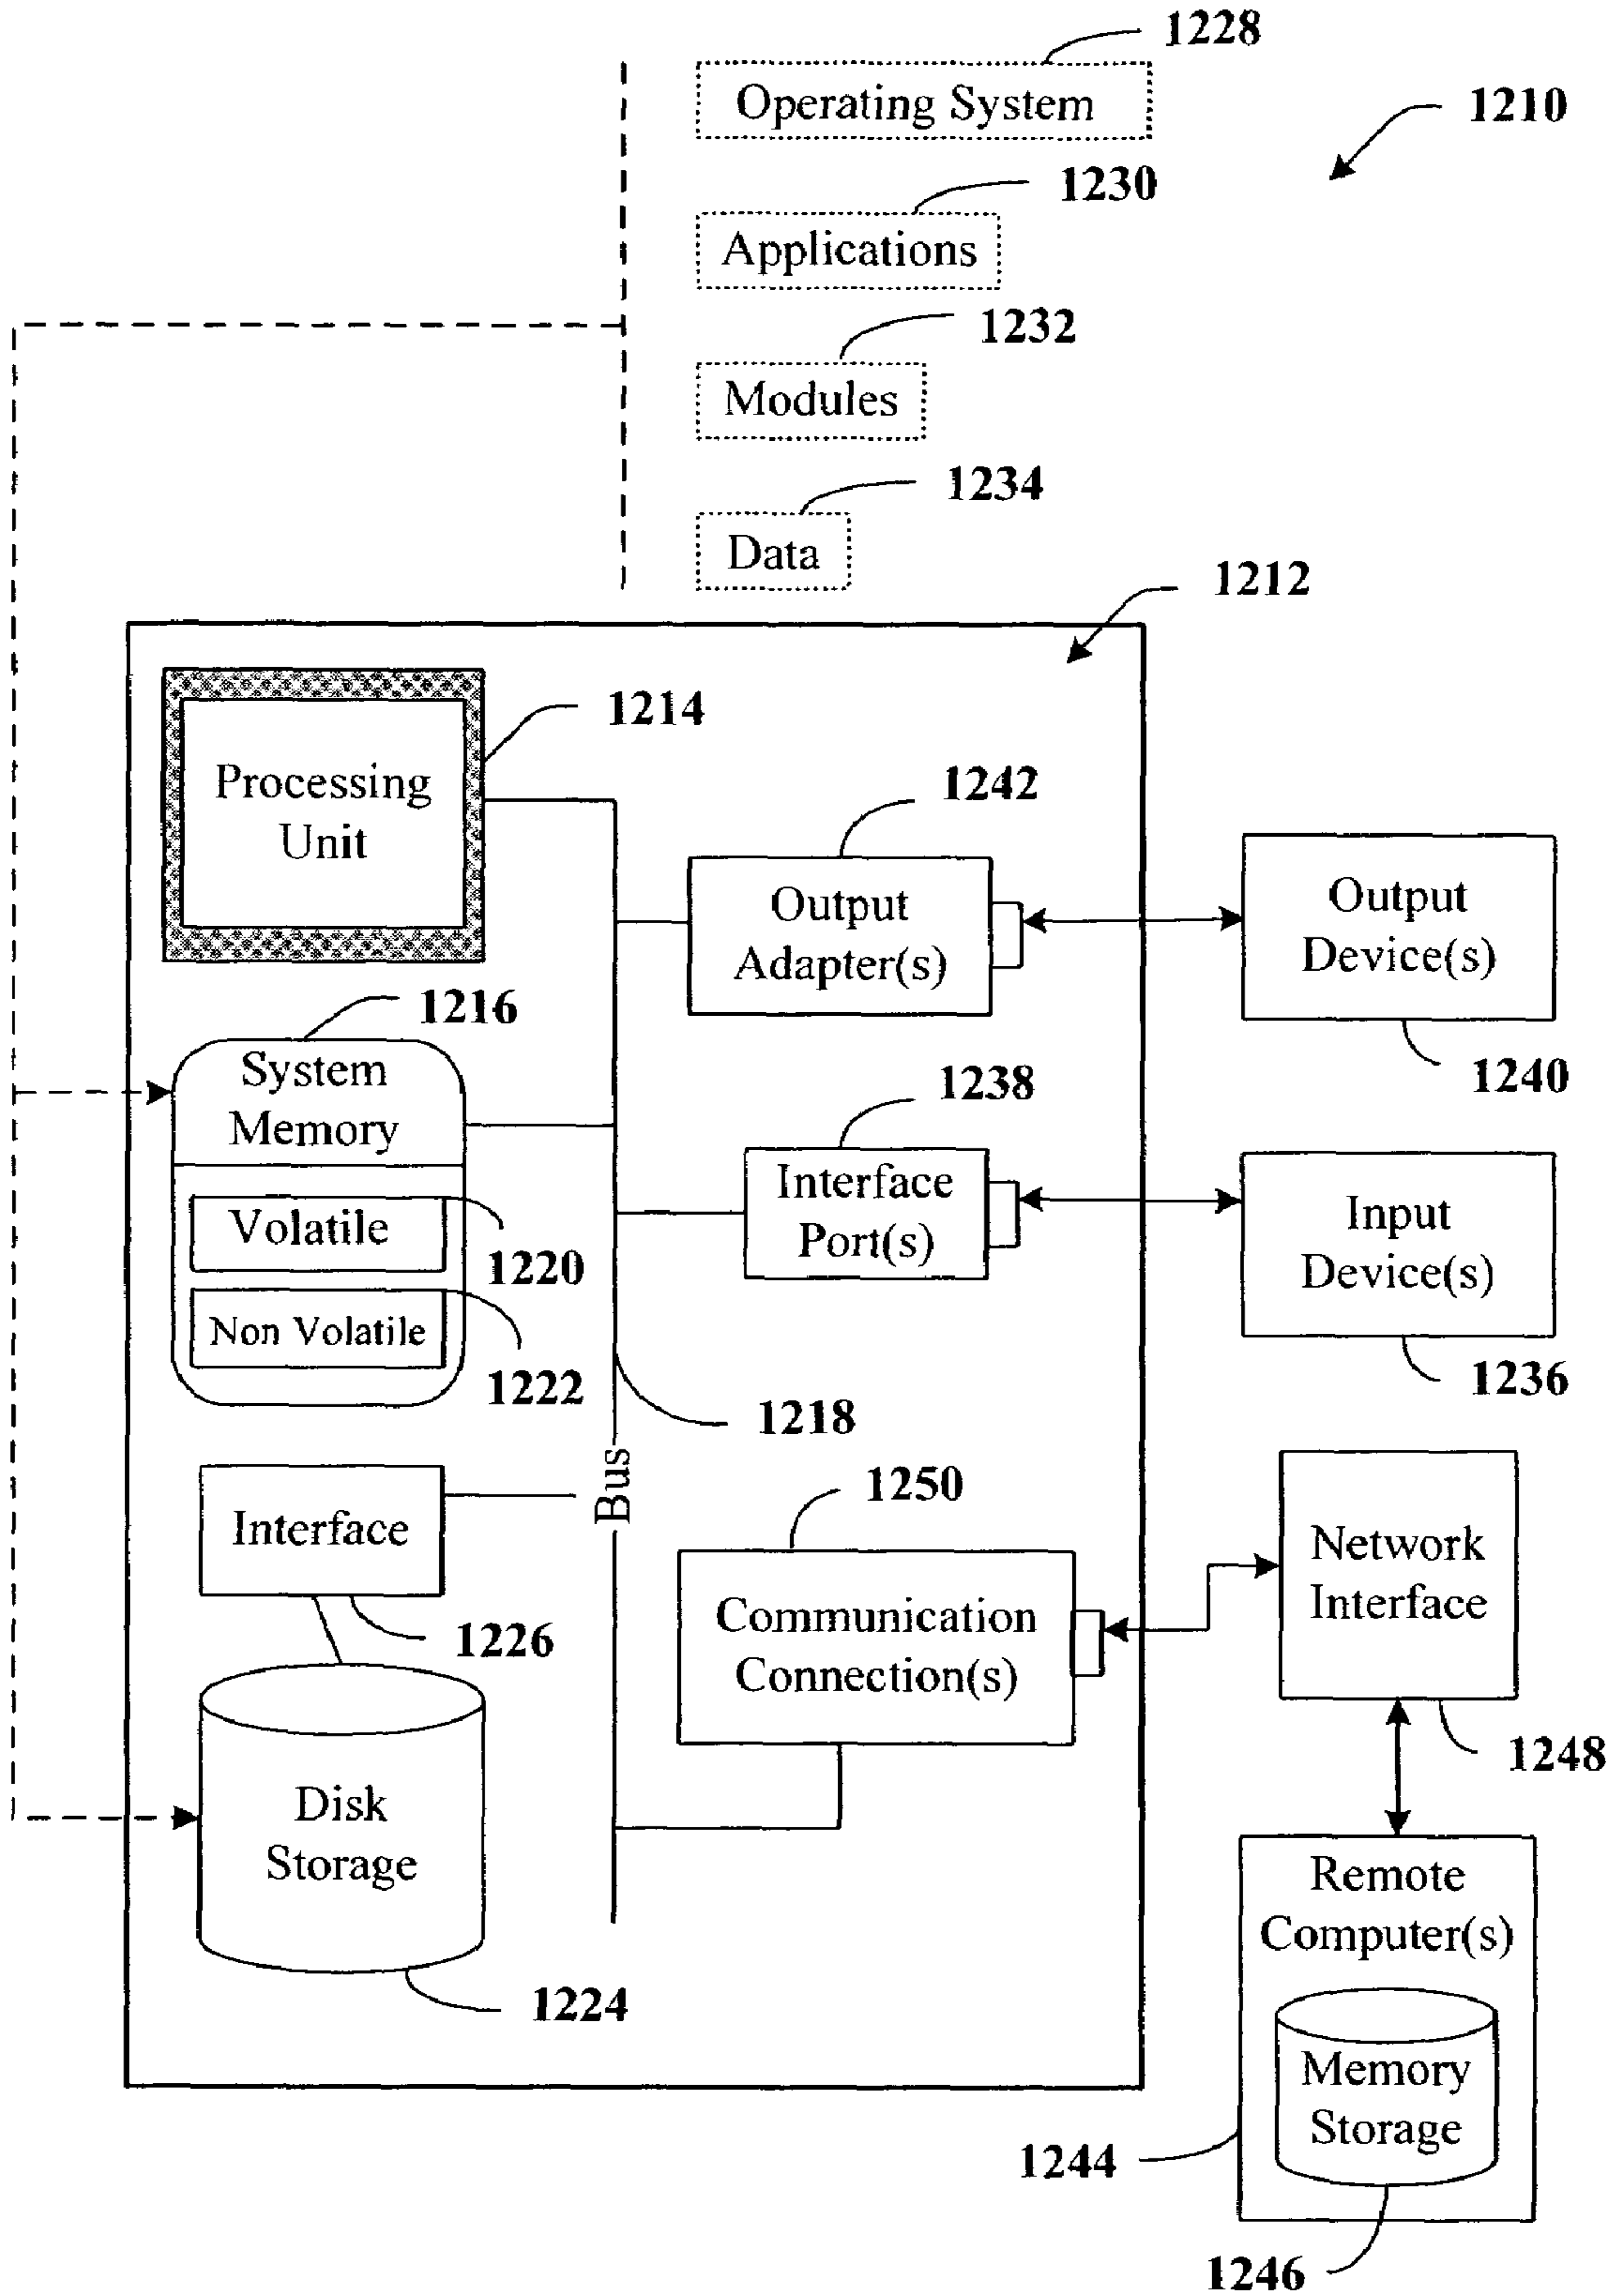 1228
Operating System
1210
1230
Applications
1232
Modules
1234
Data
1212
1214
Processing
Unit
1242
Output
Adapter(s)
Output
Device(s)
1240
1216
System
Memory
1238
Interface
Port(s)
Input
Device(s)
1236
Volatile
1220
Non Volatile
1222
1218
Bus
Interface
1226
1250
Communication
Connection(s)
Network
Interface
1248
Disk
Storage
1224
Remote
Computer(s)
Memory
Storage
1244
1246